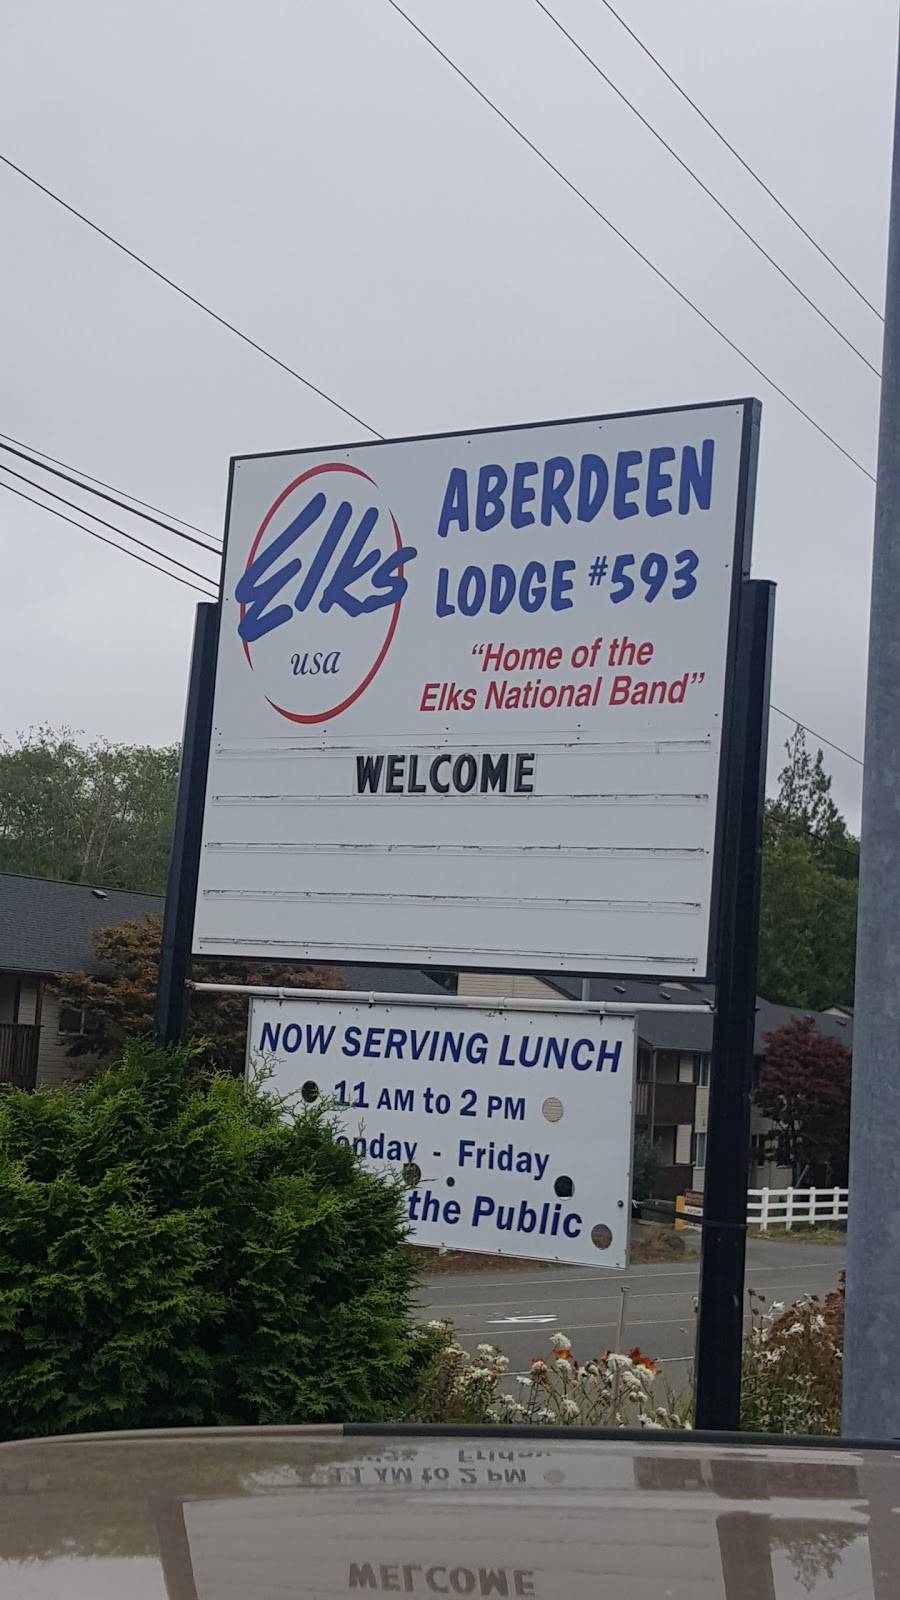 Elks
usa
ABERDEEN
LODGE #593
“Home of the
Elks National Band”
WELCOME
NOW SERVING LUNCH
11 AM to 2 PM
onday - Friday
the Public